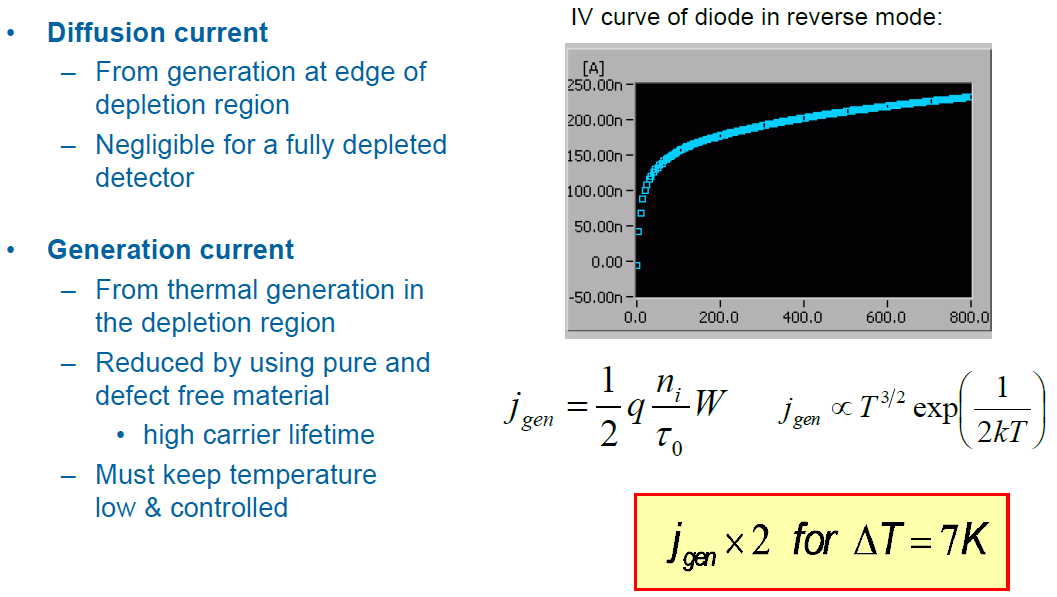 • Diffusion current
– From generation at edge of
depletion region
– Negligible for a fully depleted
detector
• Generation current
– From thermal generation in
the depletion region
– Reduced by using pure and
defect free material
• high carrier lifetime
– Must keep temperature
low & controlled
IV curve of diode in reverse mode:
[A]
250.00n
200.00n
150.00n
100.00n
50.00n
0.00
-50.00n
0.0 200.0 400.0 600.0 800.0
j_gen = 1/2 q n_i/τ_0 W
j_gen ∝ T^3/2 exp(1/2kT)
j_gen × 2 for ΔT = 7K